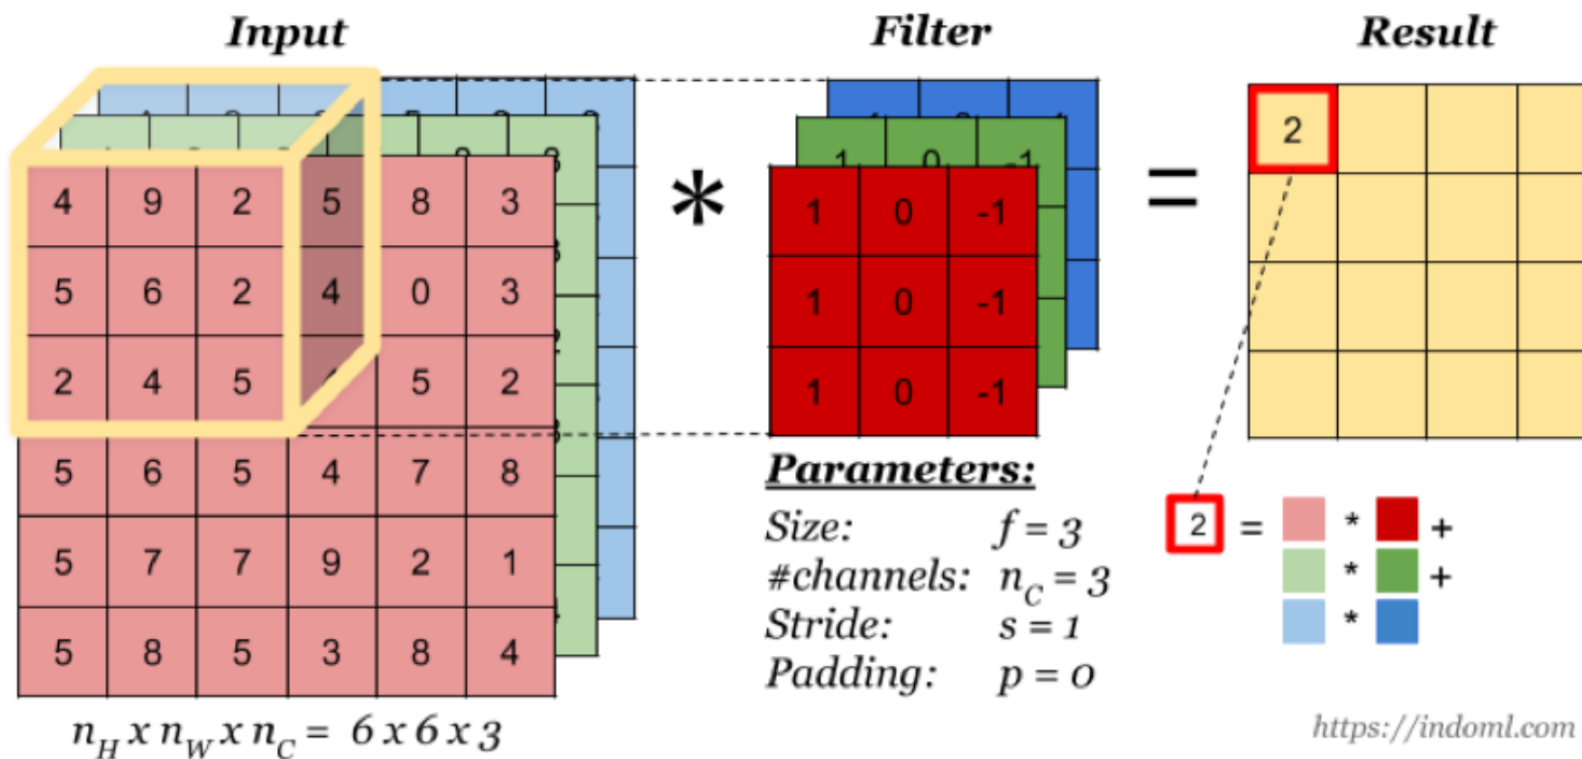 Input Filter Result
4 9 2 5 8 3
5 6 2 4 0 3
2 4 5 5 2
5 6 5 4 7 8
5 7 7 9 2 1
5 8 5 3 8 4
n_H x n_W x n_C = 6 x 6 x 3
*
1 0 -1
1 0 -1
1 0 -1
1 0 -1
Parameters:
Size: f = 3
#channels: n_C = 3
Stride: s = 1
Padding: p = 0
=
2
2 = * +
* +
*
https://indoml.com